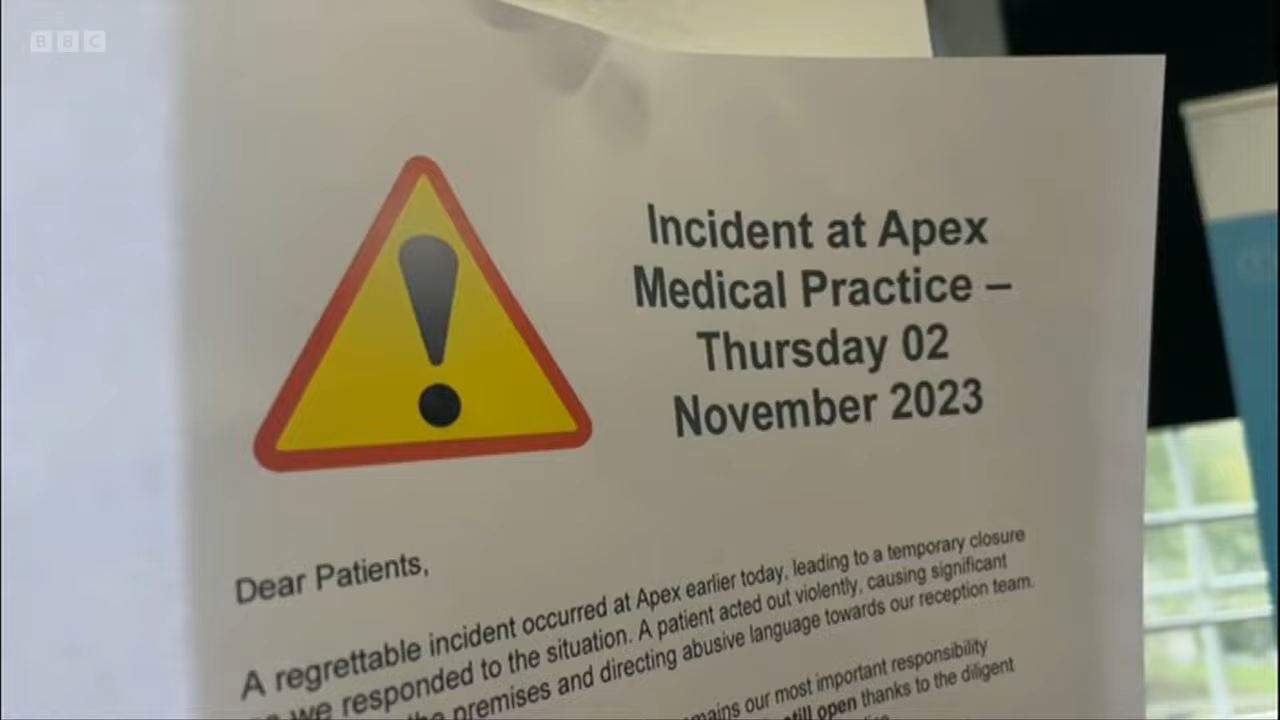 BBC
Incident at Apex
Medical Practice –
Thursday 02
November 2023
Dear Patients,
A regrettable incident occurred at Apex earlier today, leading to a temporary closure
we responded to the situation. A patient acted out violently, causing significant
premises and directing abusive language towards our reception team.
our most important responsibility
still open thanks to the diligent